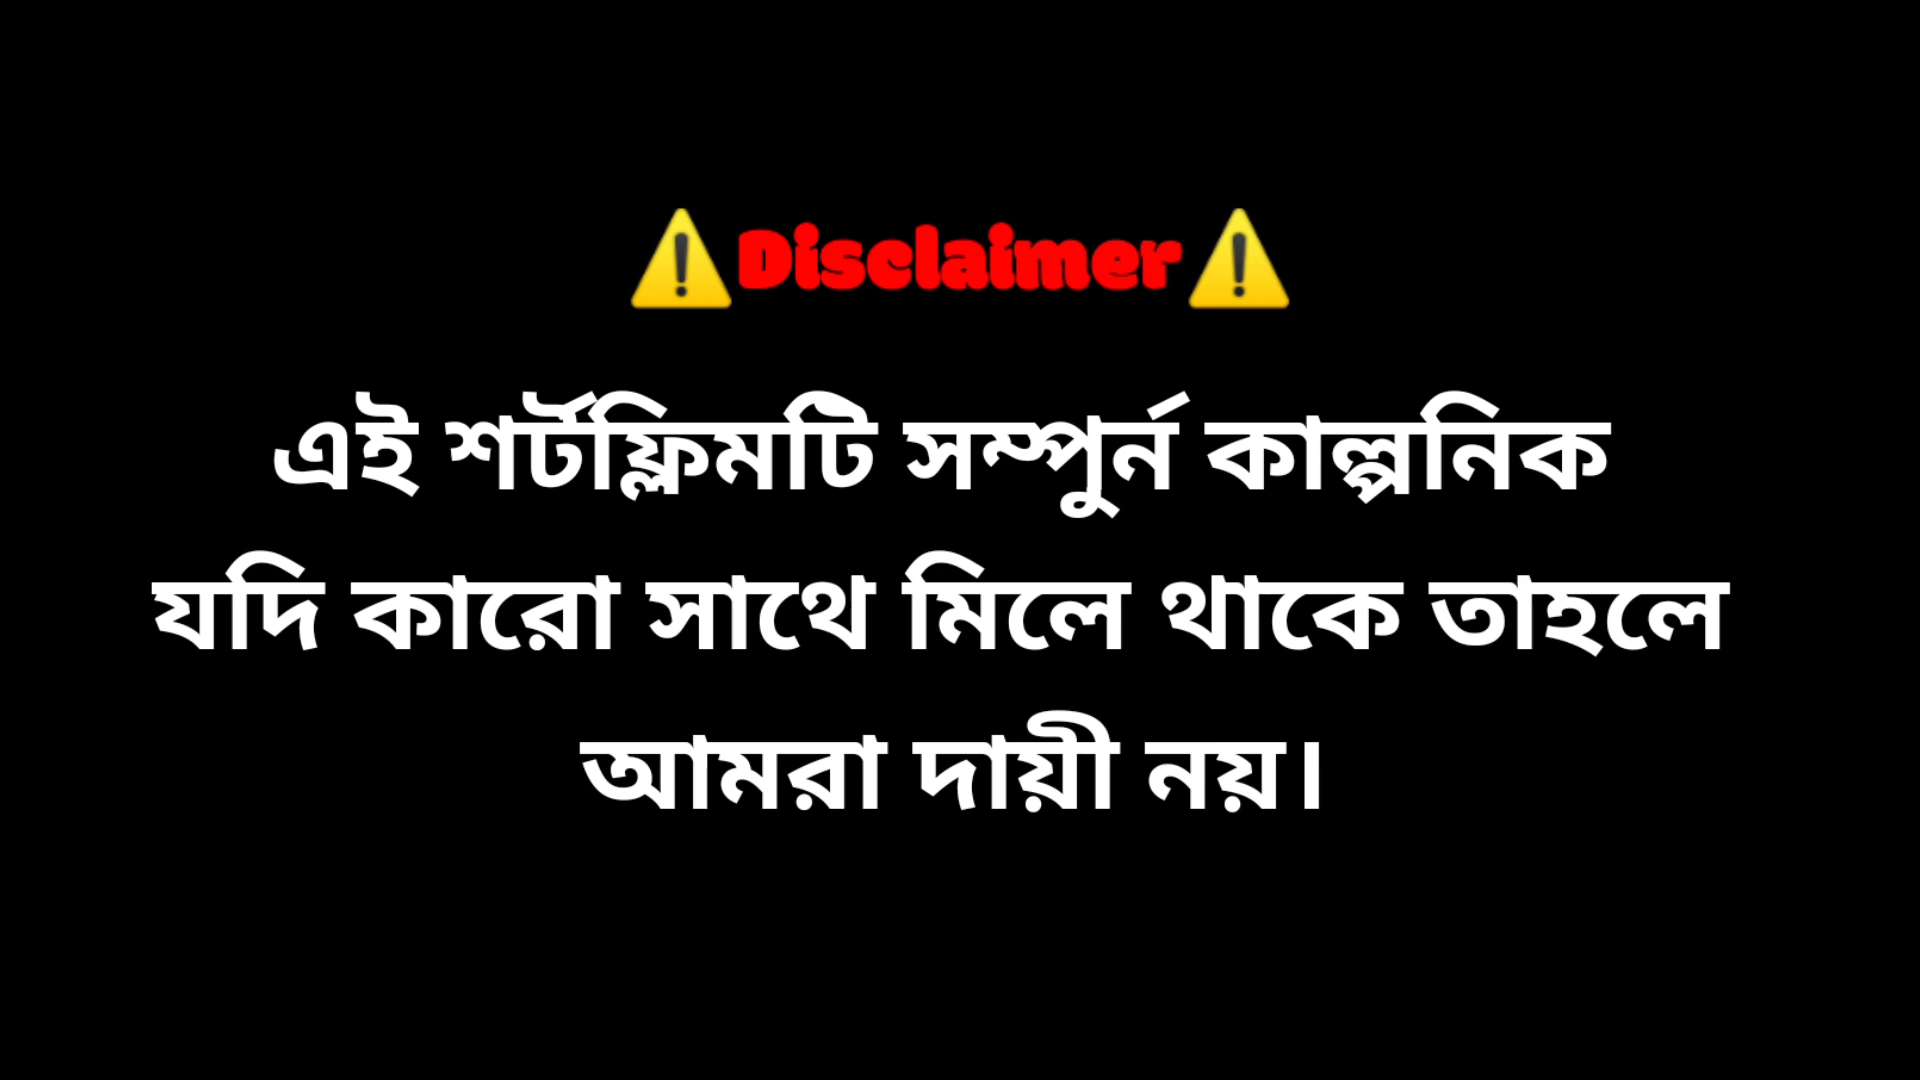 ⚠️Disclaimer⚠️
এই শর্টফ্লিমটি সম্পুর্ন কাল্পনিক
যদি কারো সাথে মিলে থাকে তাহলে
আমরা দায়ী নয়।